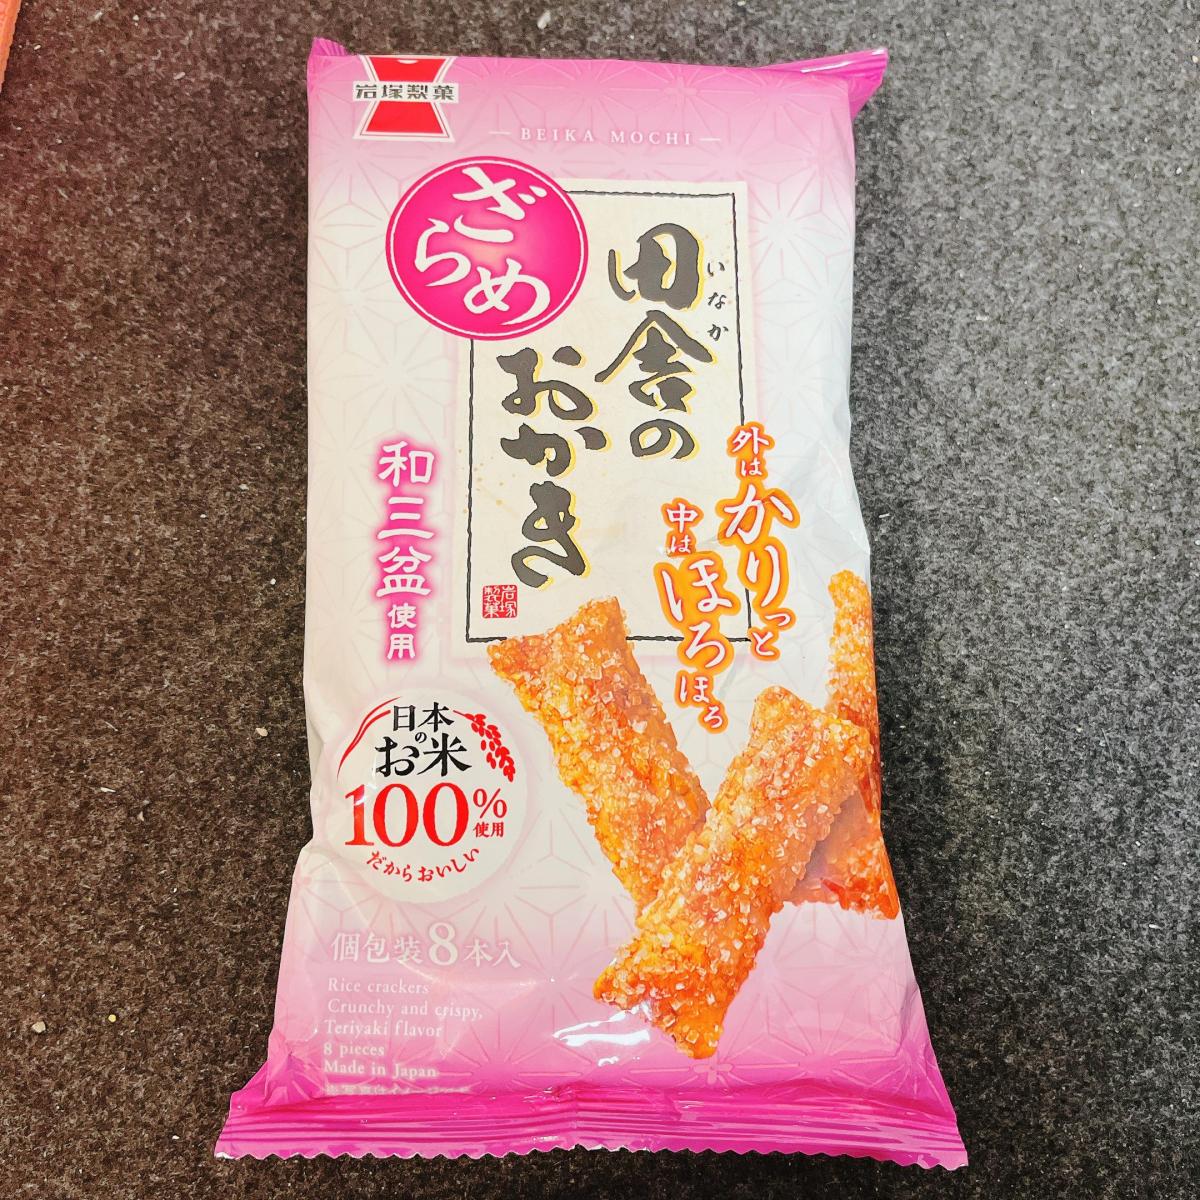 岩塚製菓
BEIKA MOCHI
ざらめ
田舎の
いなか
おかき
岩塚
製菓
外はかりっと
中はほろほろ
和三盆使用
日本の
お米
100%
使用
だからおいしい
個包装8本入
Rice crackers
Crunchy and crispy,
Teriyaki flavor
8 pieces
Made in Japan